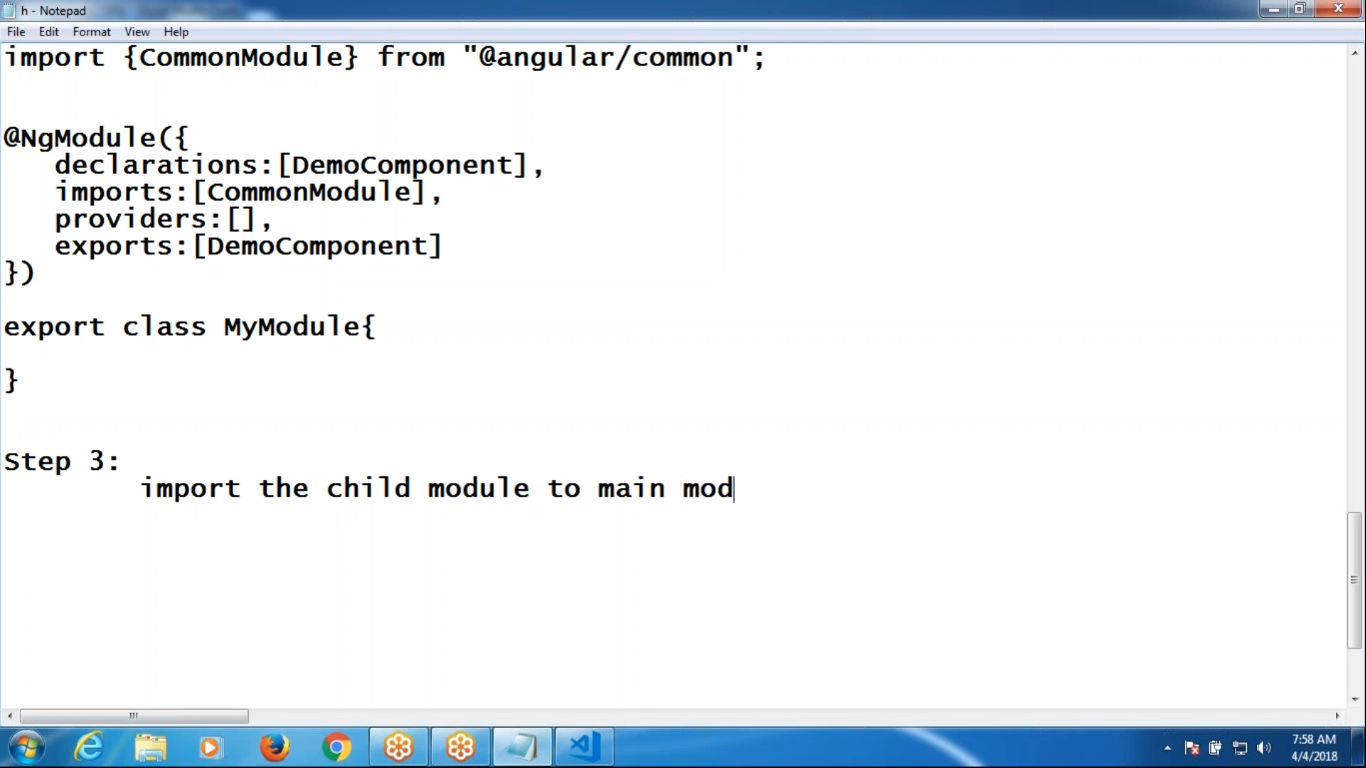 h - Notepad
File Edit Format View Help
import {CommonModule} from "@angular/common";
@NgModule({
declarations:[DemoComponent],
imports:[CommonModule],
providers:[],
exports:[DemoComponent]
})
export class MyModule{
}
Step 3:
import the child module to main mod
7:58 AM
4/4/2018